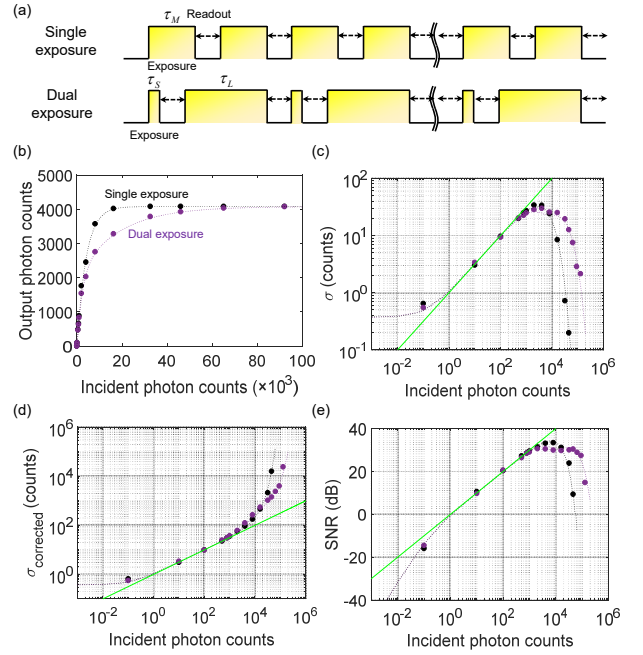 (a)
Single exposure
τM Readout
Exposure
Dual exposure
τS τL
Exposure
(b)
5000
4000
3000
2000
1000
0
Output photon counts
Single exposure
Dual exposure
0 20 40 60 80 100
Incident photon counts (×10³)
(c)
10²
10¹
10⁰
10⁻¹
σ (counts)
10⁻² 10⁰ 10² 10⁴ 10⁶
Incident photon counts
(d)
10⁶
10⁴
10²
10⁰
σcorrected (counts)
10⁻² 10⁰ 10² 10⁴ 10⁶
Incident photon counts
(e)
40
20
0
-20
-40
SNR (dB)
10⁻² 10⁰ 10² 10⁴ 10⁶
Incident photon counts